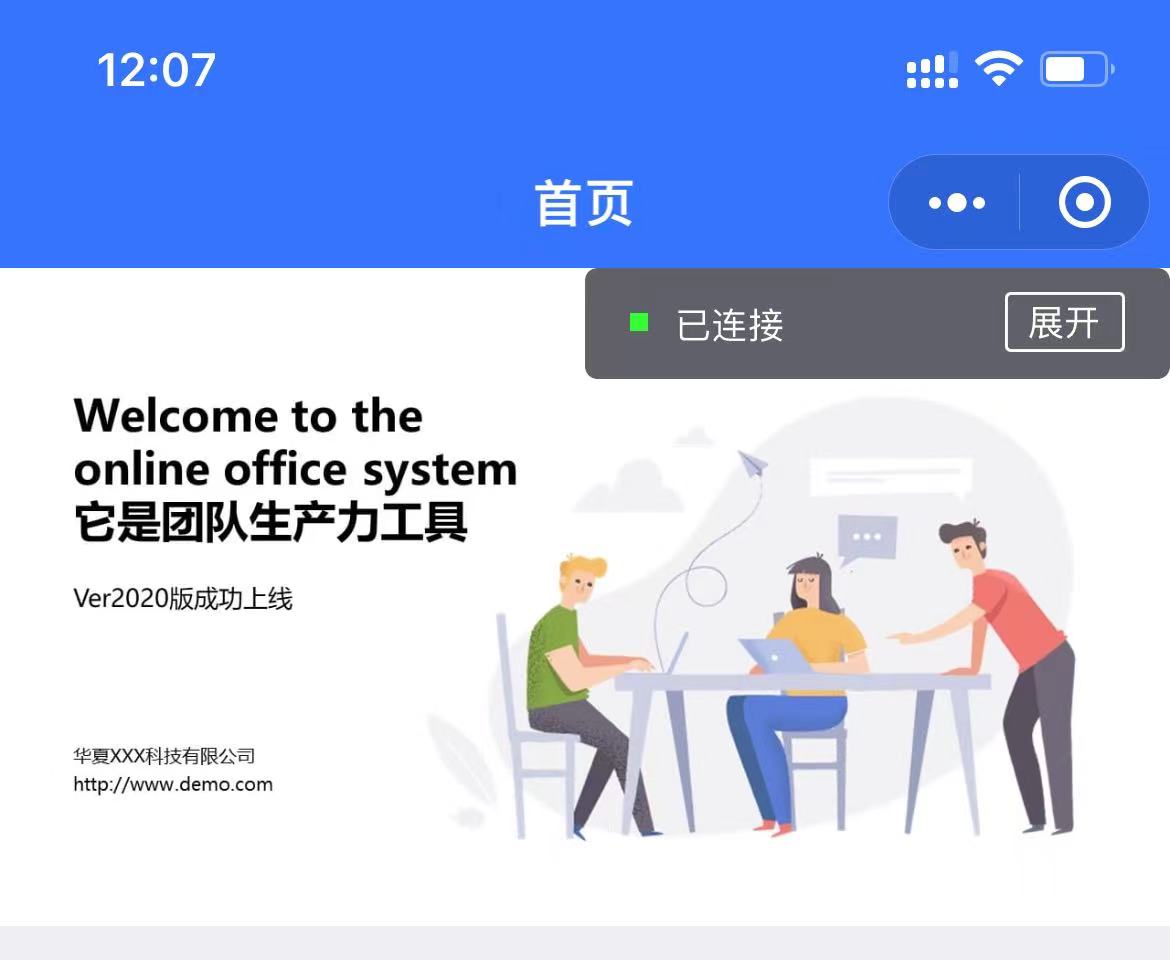 12:07
首页
已连接
展开
Welcome to the
online office system
它是团队生产力工具
Ver2020版成功上线
华夏XXX科技有限公司
http://www.demo.com